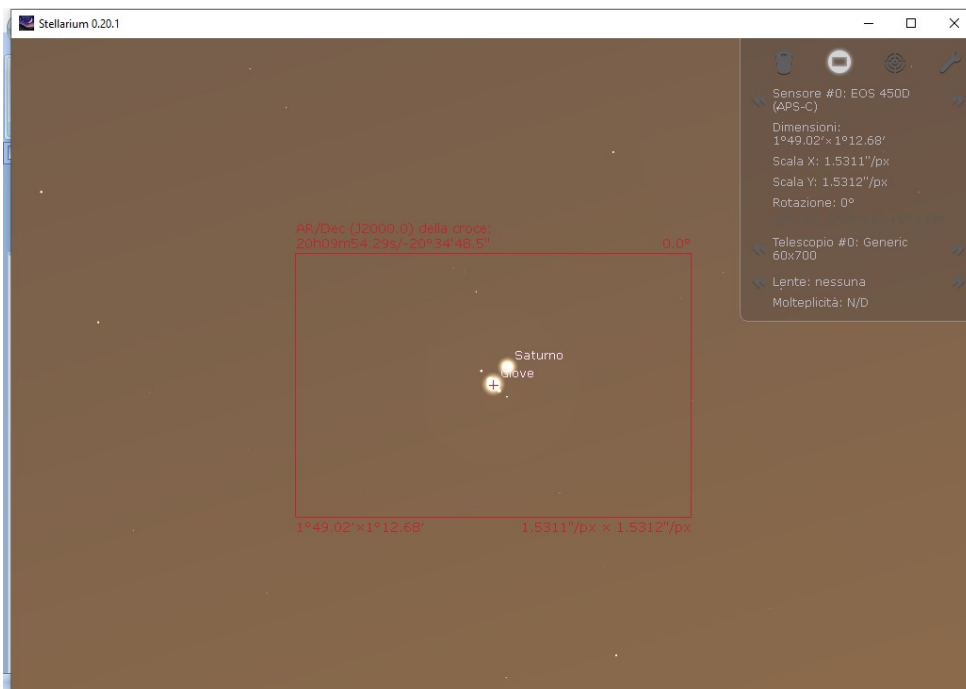 Stellarium 0.20.1
Sensore #0: EOS 450D
(APS-C)
Dimensioni:
1°49.02'×1°12.68'
Scala X: 1.5311"/px
Scala Y: 1.5312"/px
Rotazione: 0°
Telescopio #0: Generic
60x700
Lente: nessuna
Molteplicità: N/D
AR/Dec (J2000.0) della croce:
20h09m54.29s/-20°34'48.5" 0.0°
Saturno
Giove
1°49.02'×1°12.68' 1.5311"/px × 1.5312"/px